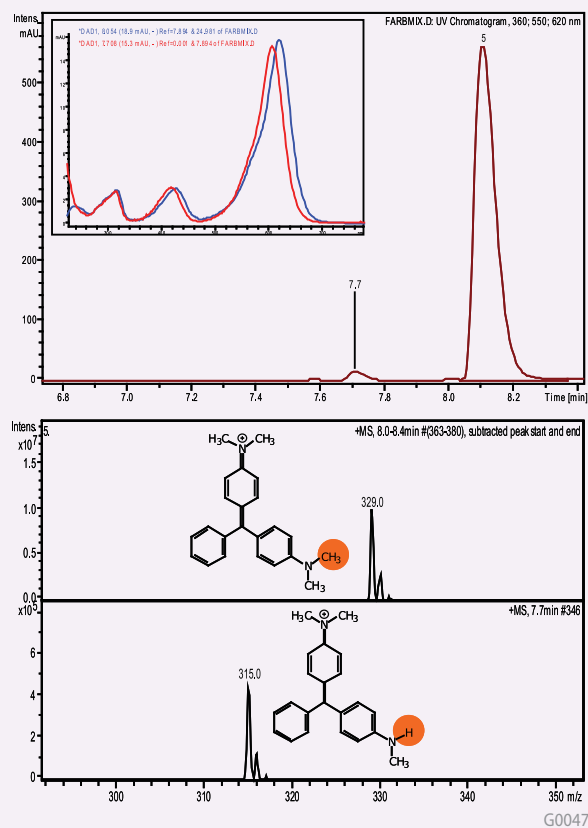 Intens.
mAU
FARBMIX.D: UV Chromatogram, 360; 550; 620 nm
5
500
400
300
200
100
0
7.7
6.8 7.0 7.2 7.4 7.6 7.8 8.0 8.2 Time [min]
Intens.
x10⁷
5.
+MS, 8.0-8.4min #(363-380), subtracted peak start and end
1.5
1.0
0.5
0.0
H₃C CH₃
N
⊕
CH₃
N
CH₃
329.0
x10⁵
+MS, 7.7min #346
6
4
2
0
H₃C CH₃
N
⊕
H
N
CH₃
315.0
300 310 320 330 340 350 m/z
G0047